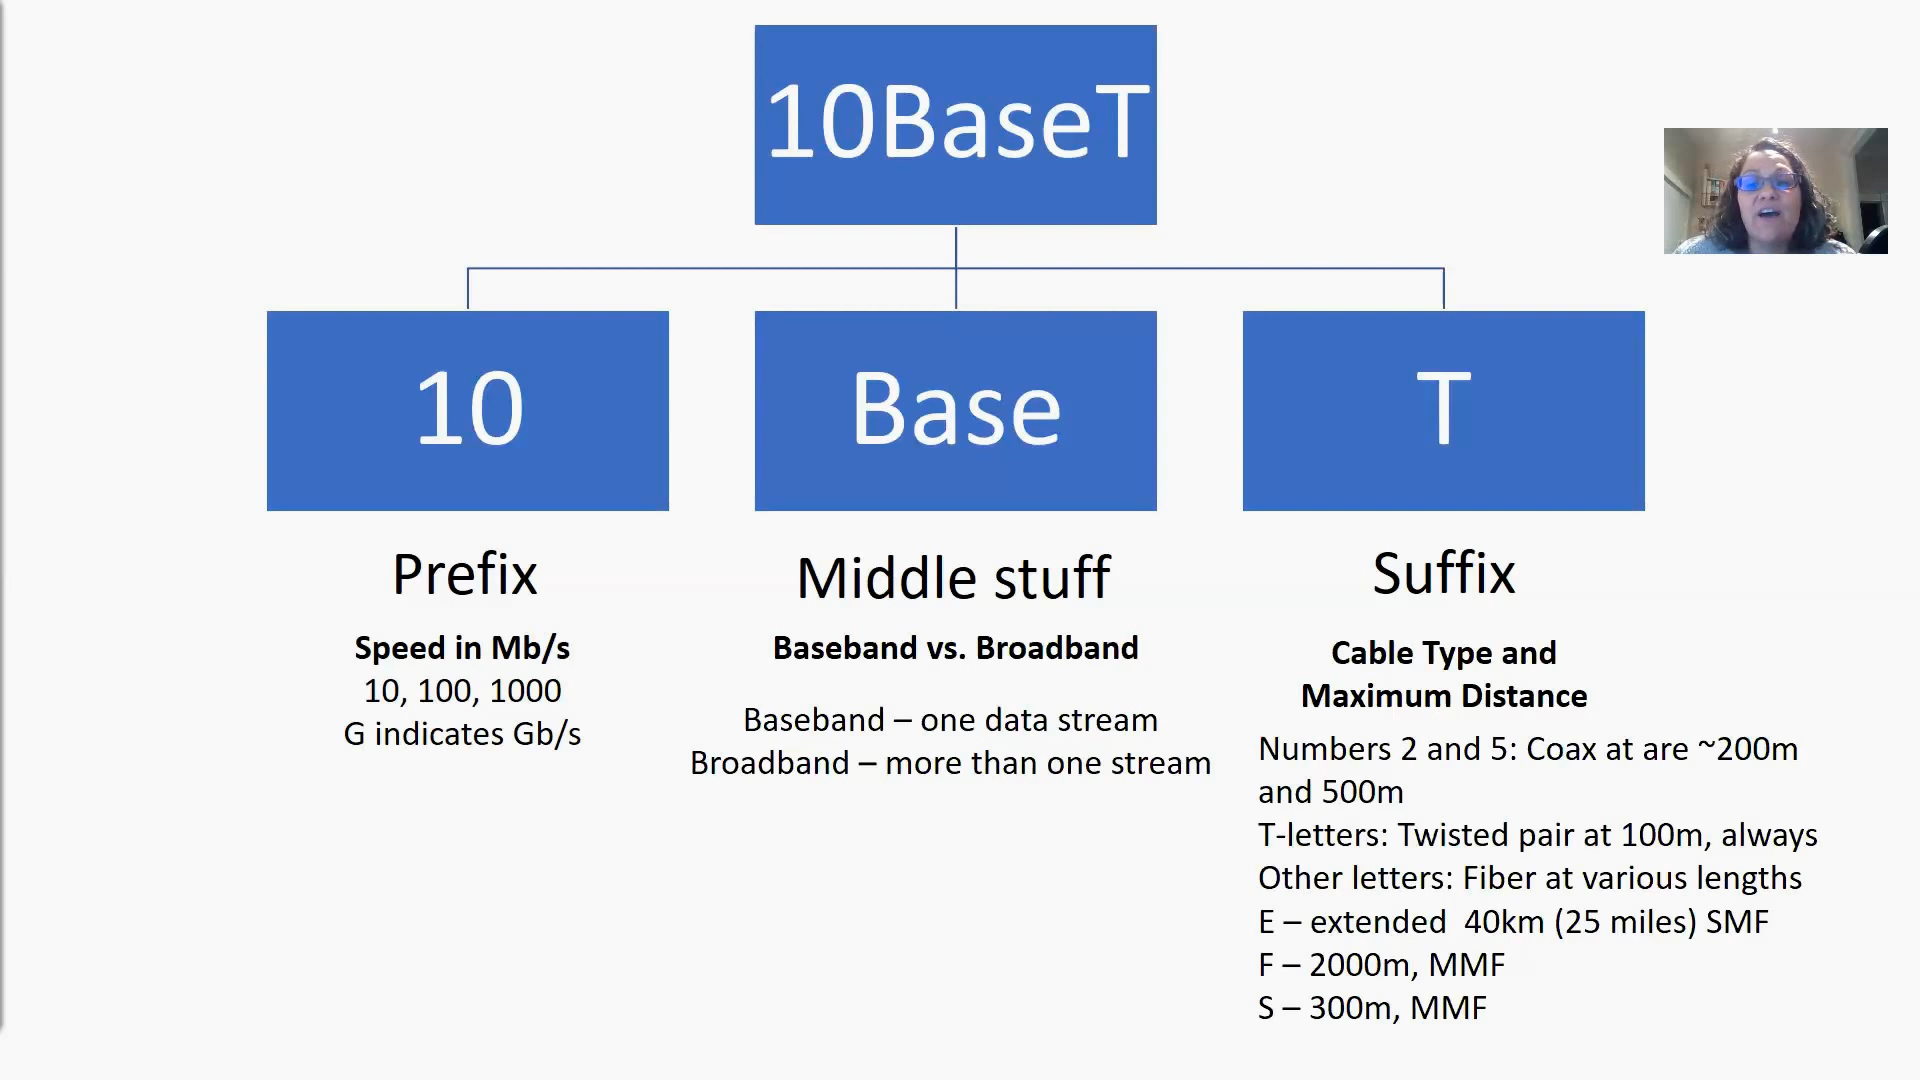 10BaseT
10
Base
T
Prefix
Middle stuff
Suffix
Speed in Mb/s
10, 100, 1000
G indicates Gb/s
Baseband vs. Broadband
Baseband – one data stream
Broadband – more than one stream
Cable Type and
Maximum Distance
Numbers 2 and 5: Coax at are ~200m
and 500m
T-letters: Twisted pair at 100m, always
Other letters: Fiber at various lengths
E – extended  40km (25 miles) SMF
F – 2000m, MMF
S – 300m, MMF